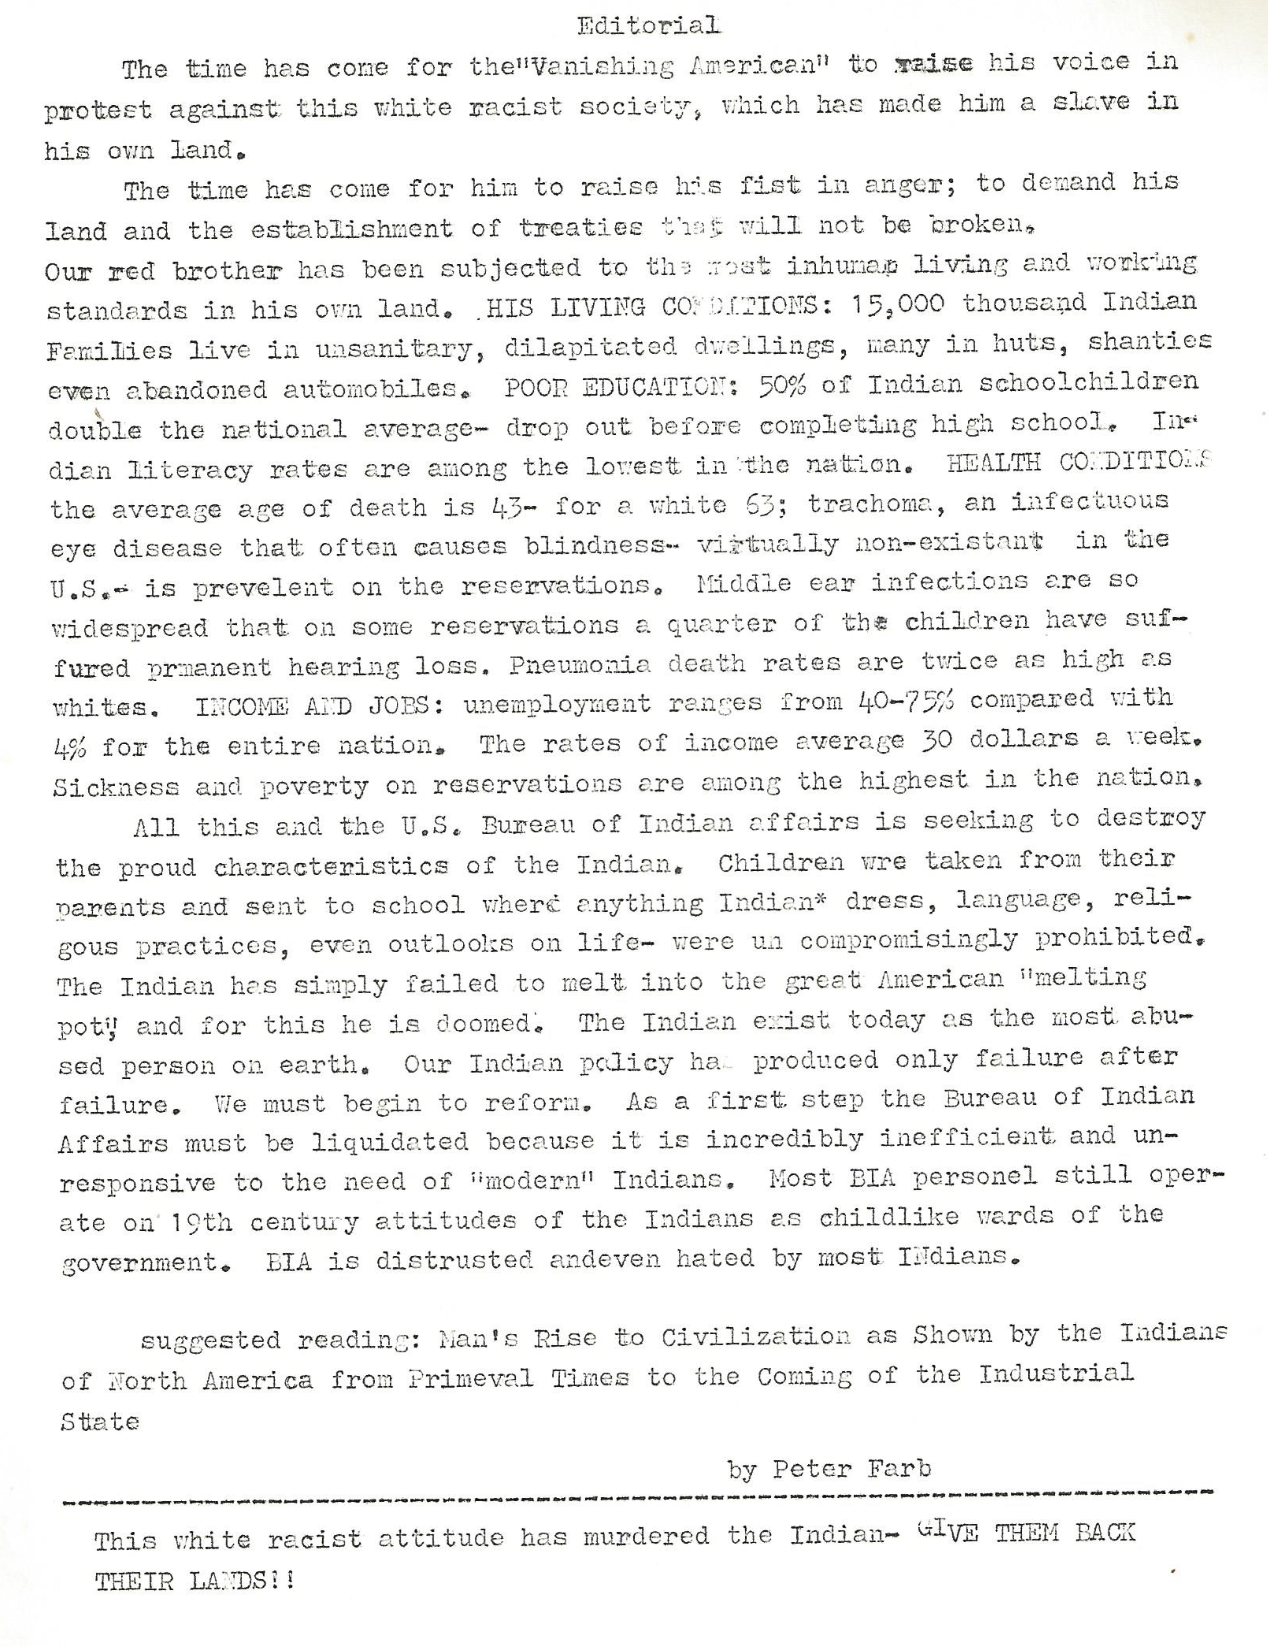 Editorial
The time has come for the"Vanishing American" to raise his voice in
protest against this white racist society, which has made him a slave in
his own land.
The time has come for him to raise his fist in anger; to demand his
land and the establishment of treaties that will not be broken,
Our red brother has been subjected to the most inhuman living and working
standards in his own land. .HIS LIVING CONDITIONS: 15,000 thousand Indian
Families live in unsanitary, dilapitated dwellings, many in huts, shanties
even abandoned automobiles. POOR EDUCATION: 50% of Indian schoolchildren
double the national average- drop out before completing high school. In-
dian literacy rates are among the lowest in the nation. HEALTH CONDITIONS
the average age of death is 43- for a white 63; trachoma, an infectuous
eye disease that often causes blindness- virtually non-existant in the
U.S.- is prevelent on the reservations. Middle ear infections are so
widespread that on some reservations a quarter of the children have suf-
fured prmanent hearing loss. Pneumonia death rates are twice as high as
whites. INCOME AND JOBS: unemployment ranges from 40-75% compared with
4% for the entire nation. The rates of income average 30 dollars a week.
Sickness and poverty on reservations are among the highest in the nation.
All this and the U.S. Bureau of Indian affairs is seeking to destroy
the proud characteristics of the Indian. Children wre taken from their
parents and sent to school where anything Indian* dress, language, reli-
gous practices, even outlooks on life- were un compromisingly prohibited.
The Indian has simply failed to melt into the great American "melting
pot", and for this he is doomed. The Indian exist today as the most abu-
sed person on earth. Our Indian policy ha produced only failure after
failure. We must begin to reform. As a first step the Bureau of Indian
Affairs must be liquidated because it is incredibly inefficient and un-
responsive to the need of "modern" Indians. Most BIA personel still oper-
ate on 19th century attitudes of the Indians as childlike wards of the
government. BIA is distrusted andeven hated by most INdians.
suggested reading: Man's Rise to Civilization as Shown by the Indians
of North America from Primeval Times to the Coming of the Industrial
State
by Peter Farb
This white racist attitude has murdered the Indian- GIVE THEM BACK
THEIR LANDS!!